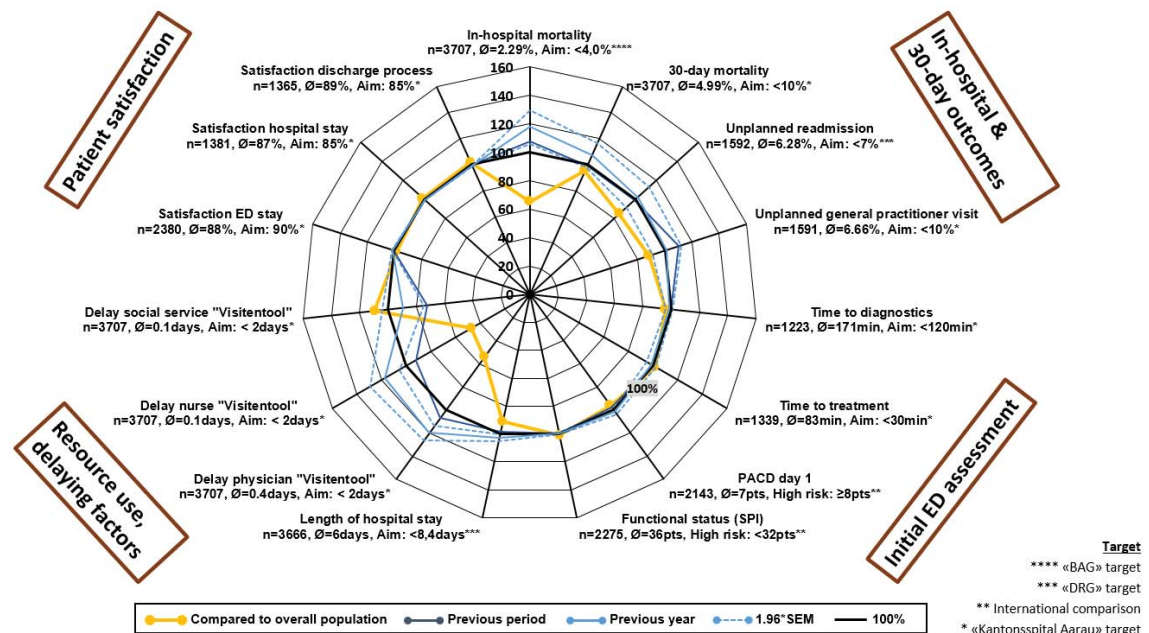 Patient satisfaction
In-hospital &
30-day outcomes
In-hospital mortality
n=3707, Ø=2.29%, Aim: <4,0%****
30-day mortality
n=3707, Ø=4.99%, Aim: <10%*
Unplanned readmission
n=1592, Ø=6.28%, Aim: <7%***
Unplanned general practitioner visit
n=1591, Ø=6.66%, Aim: <10%*
Time to diagnostics
n=1223, Ø=171min, Aim: <120min*
Time to treatment
n=1339, Ø=83min, Aim: <30min*
PACD day 1
n=2143, Ø=7pts, High risk: ≥8pts**
Functional status (SPI)
n=2275, Ø=36pts, High risk: <32pts**
Length of hospital stay
n=3666, Ø=6days, Aim: <8,4days***
Delay physician "Visitentool"
n=3707, Ø=0.4days, Aim: < 2days*
Delay nurse "Visitentool"
n=3707, Ø=0.1days, Aim: < 2days*
Delay social service "Visitentool"
n=3707, Ø=0.1days, Aim: < 2days*
Satisfaction ED stay
n=2380, Ø=88%, Aim: 90%*
Satisfaction hospital stay
n=1381, Ø=87%, Aim: 85%*
Satisfaction discharge process
n=1365, Ø=89%, Aim: 85%*
160
140
120
100
80
60
40
20
0
100%
Resource use,
delaying factors
Initial ED assessment
Target
**** «BAG» target
*** «DRG» target
** International comparison
* «Kantonsspital Aarau» target
Compared to overall population
Previous period
Previous year
1.96*SEM
100%